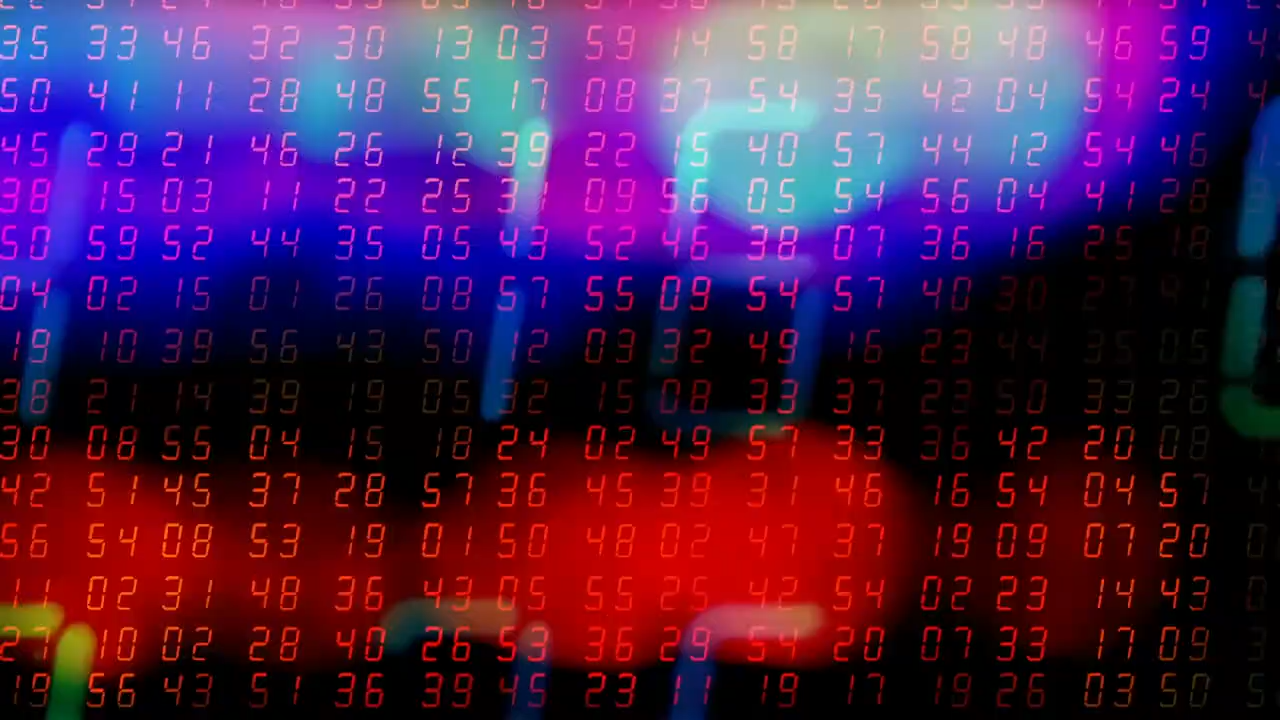 35 33 46 32 30 13 03 59 14 58 17 58 48 46 59
50 41 11 28 48 55 17 08 37 54 35 42 04 54 24
45 29 21 46 26 12 39 22 15 40 57 44 12 54 46
38 15 03 11 22 25 31 09 56 05 54 56 04 41 28
50 59 52 44 35 05 43 52 46 38 07 36 16 25 18
04 02 15 01 26 08 57 55 09 54 57 40 30 27
19 10 39 56 43 50 12 03 32 49 16 23 44 35 05
38 21 14 39 19 05 32 15 08 33 37 23 50 33 26
30 08 55 04 15 18 24 02 49 57 33 36 42 20 08
42 51 45 37 28 57 36 45 39 31 46 16 54 04 57
56 54 08 53 19 01 50 48 02 47 37 19 09 07 20
11 02 31 48 36 43 05 55 25 42 54 02 23 14 43
27 10 02 28 40 26 53 36 29 54 20 07 33 17 09
19 56 43 51 36 39 45 23 11 19 17 19 26 03 50